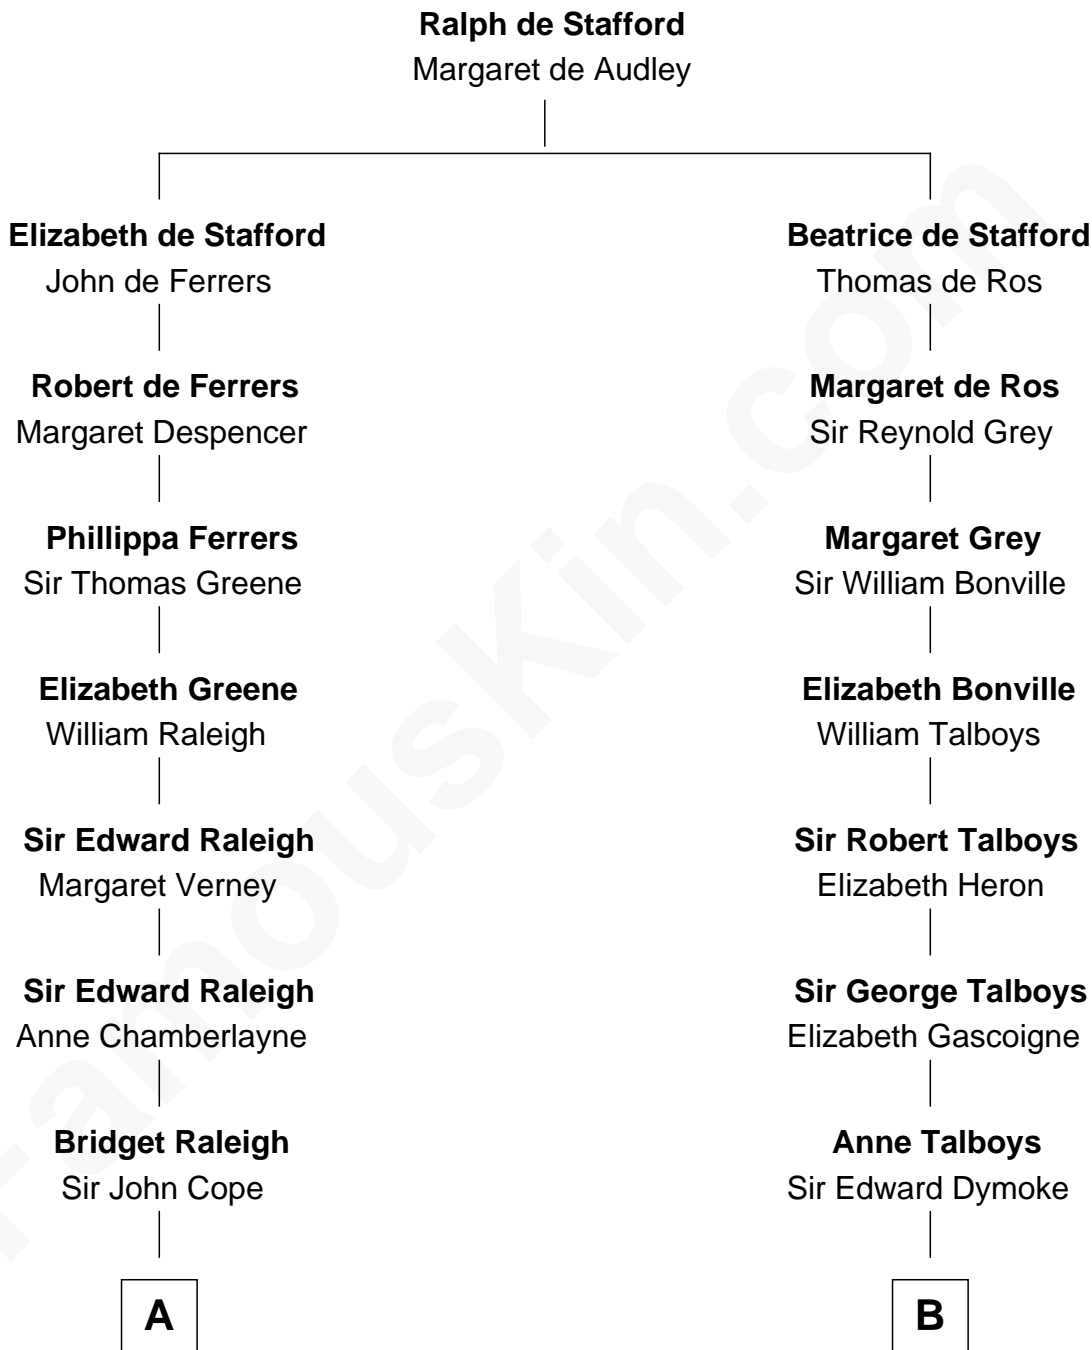 Ralph de Stafford
Margaret de Audley
Elizabeth de Stafford
John de Ferrers
Robert de Ferrers
Margaret Despencer
Phillippa Ferrers
Sir Thomas Greene
Elizabeth Greene
William Raleigh
Sir Edward Raleigh
Margaret Verney
Sir Edward Raleigh
Anne Chamberlayne
Bridget Raleigh
Sir John Cope
A
Beatrice de Stafford
Thomas de Ros
Margaret de Ros
Sir Reynold Grey
Margaret Grey
Sir William Bonville
Elizabeth Bonville
William Talboys
Sir Robert Talboys
Elizabeth Heron
Sir George Talboys
Elizabeth Gascoigne
Anne Talboys
Sir Edward Dymoke
B
FamousKin.com